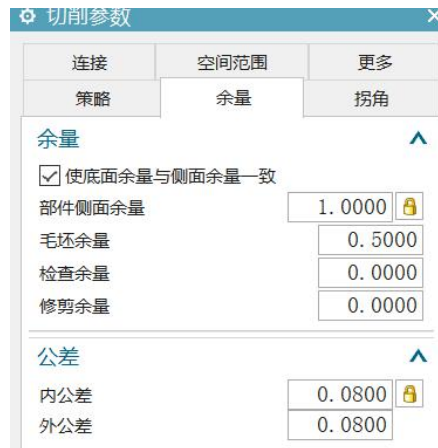 切削参数
连接 空间范围 更多
策略 余量 拐角
余量
使底面余量与侧面余量一致
部件侧面余量 1.0000
毛坯余量 0.5000
检查余量 0.0000
修剪余量 0.0000
公差
内公差 0.0800
外公差 0.0800